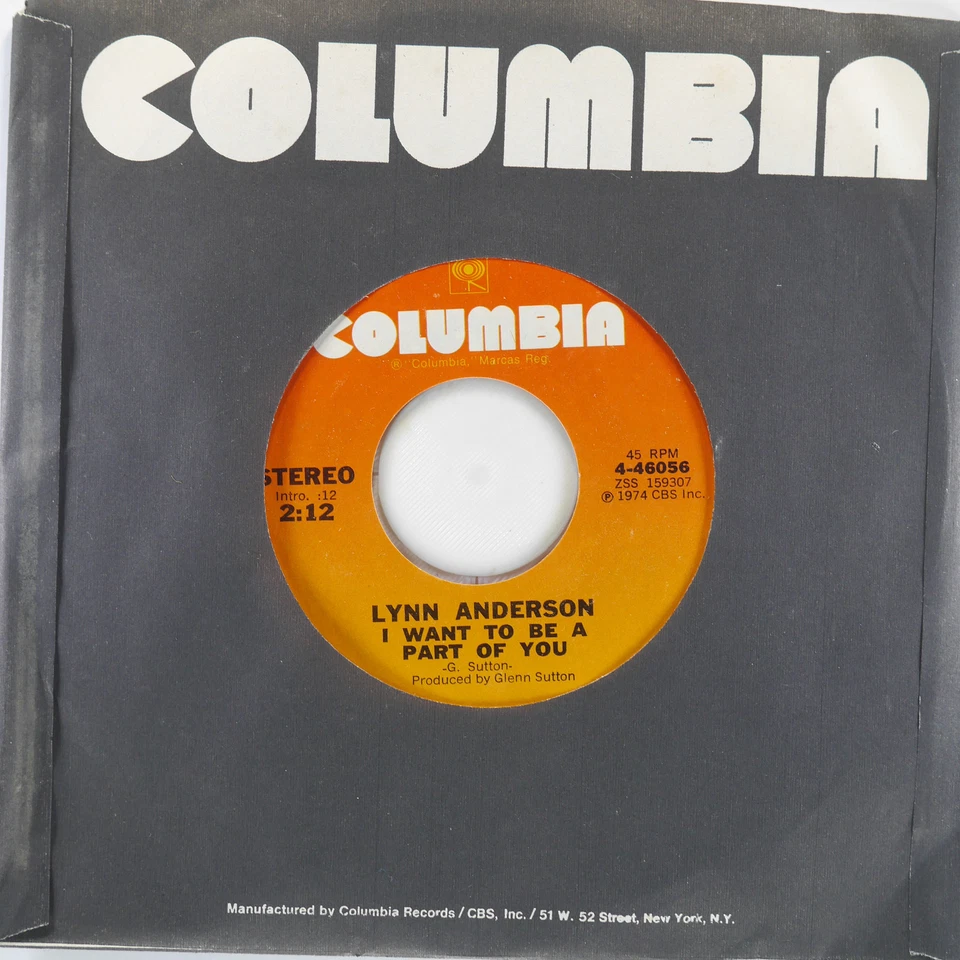 COLUMBIA
COLUMBIA
® "Columbia," Marcas Reg.
STEREO
Intro. :12
2:12
45 RPM
4-46056
ZSS 159307
℗ 1974 CBS Inc.
LYNN ANDERSON
I WANT TO BE A
PART OF YOU
-G. Sutton-
Produced by Glenn Sutton
Manufactured by Columbia Records / CBS, Inc. / 51 W. 52 Street, New York, N.Y.